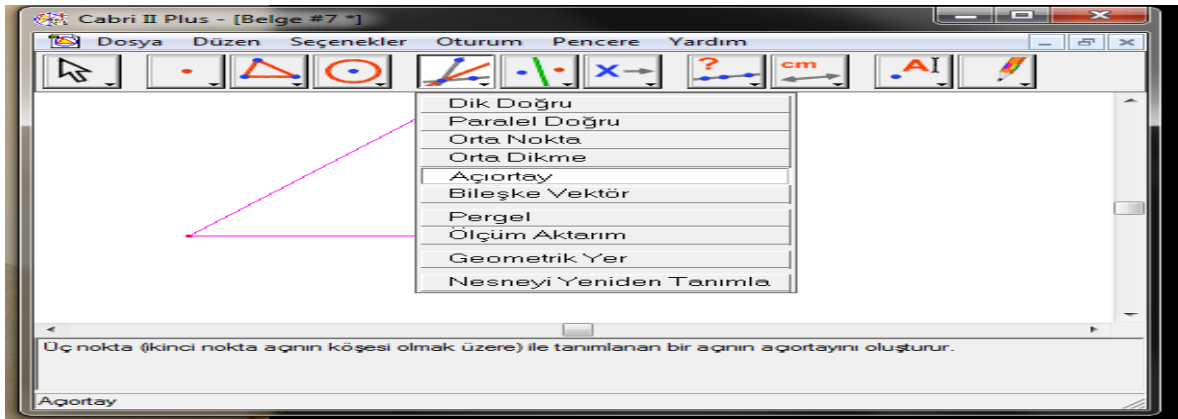 Cabri II Plus - [Belge #7 *]
Dosya Düzen Seçenekler Oturum Pencere Yardım
? cm AI
Dik Doğru
Paralel Doğru
Orta Nokta
Orta Dikme
Açıortay
Bileşke Vektör
Pergel
Ölçüm Aktarım
Geometrik Yer
Nesneyi Yeniden Tanımla
Üç nokta (ikinci nokta açının köşesi olmak üzere) ile tanımlanan bir açının açıortayını oluşturur.
Açıortay